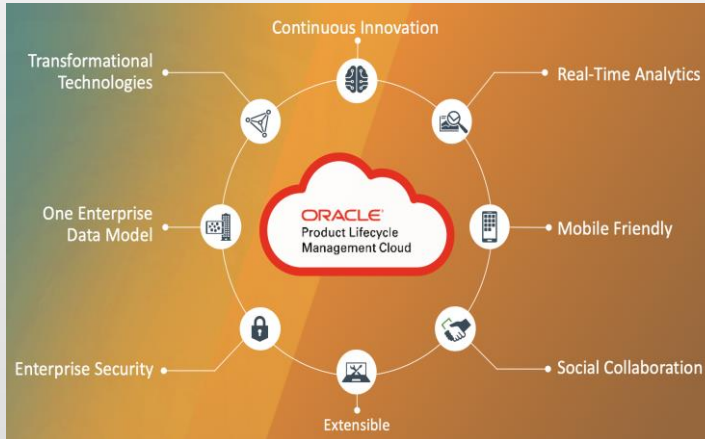 Continuous Innovation
Transformational
Technologies
Real-Time Analytics
One Enterprise
Data Model
ORACLE®
Product Lifecycle
Management Cloud
Mobile Friendly
Enterprise Security
Social Collaboration
Extensible